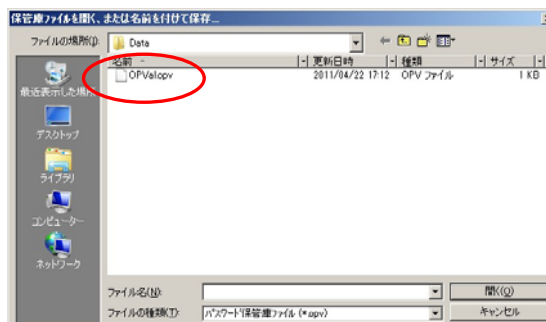 保管庫ファイルを開く、または名前を付けて保存...
ファイルの場所(I):
Data
名前
更新日時
種類
サイズ
OPVal.opv
2011/04/22 17:12
OPV ファイル
1 KB
最近表示した場所
デスクトップ
ライブラリ
コンピューター
ネットワーク
ファイル名(N):
開く(O)
ファイルの種類(T):
パスワード保管庫ファイル (*.opv)
キャンセル